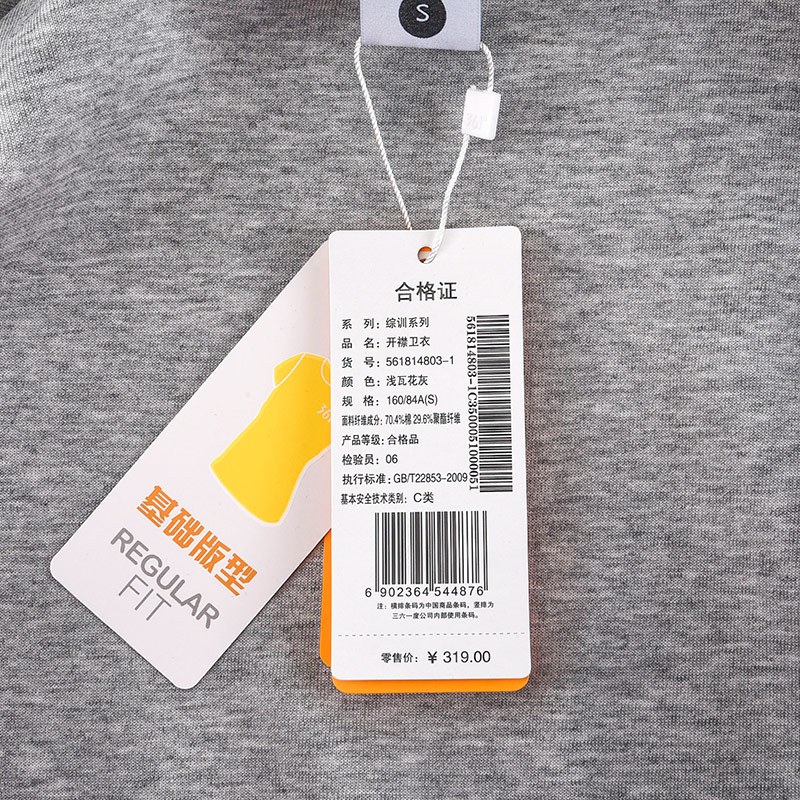 S
合格证
系 列: 综训系列
品 名: 开襟卫衣
货 号: 561814803-1
颜 色: 浅瓦花灰
规 格: 160/84A(S)
面料纤维成分: 70.4%棉 29.6%聚酯纤维
产品等级: 合格品
检验员: 06
执行标准: GB/T22853-2009
基本安全技术类别: C类
561814803-1C3500051000051
6 902364 544876
注: 横排条码为中国商品条码，竖排为
三六一度公司内部使用条码。
零售价: ¥ 319.00
361
基础版型
REGULAR
FIT